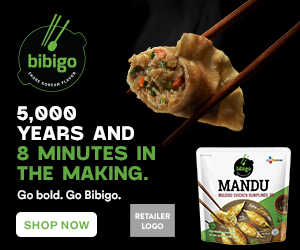 bibigo
SHARE KOREAN FLAVOR
5,000
YEARS AND
8 MINUTES IN
THE MAKING.
Go bold. Go Bibigo.
SHOP NOW
RETAILER
LOGO
bibigo
MANDU